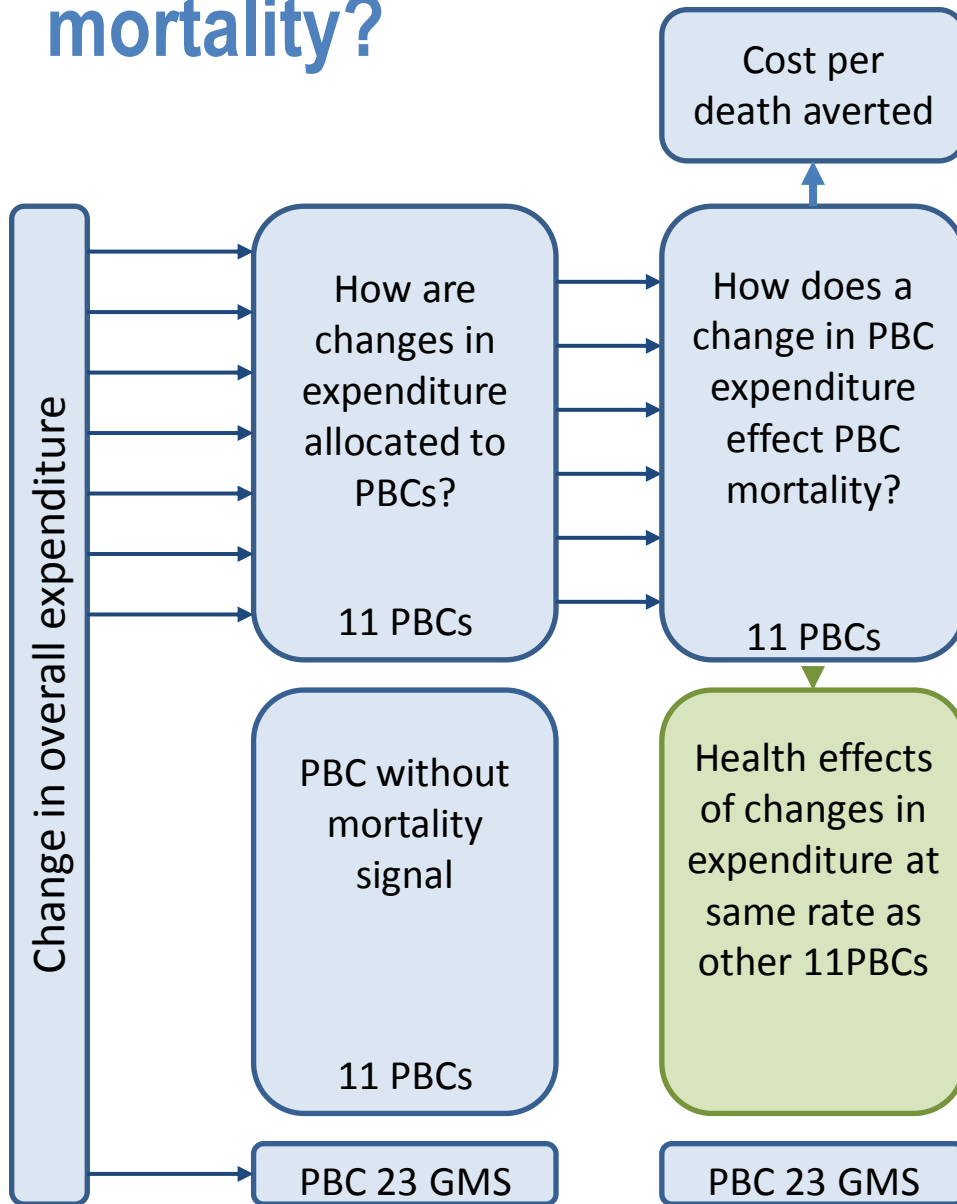 mortality?
Cost per
death averted
Change in overall expenditure
How are
changes in
expenditure
allocated to
PBCs?
11 PBCs
How does a
change in PBC
expenditure
effect PBC
mortality?
11 PBCs
PBC without
mortality
signal
11 PBCs
Health effects
of changes in
expenditure at
same rate as
other 11PBCs
PBC 23 GMS
PBC 23 GMS